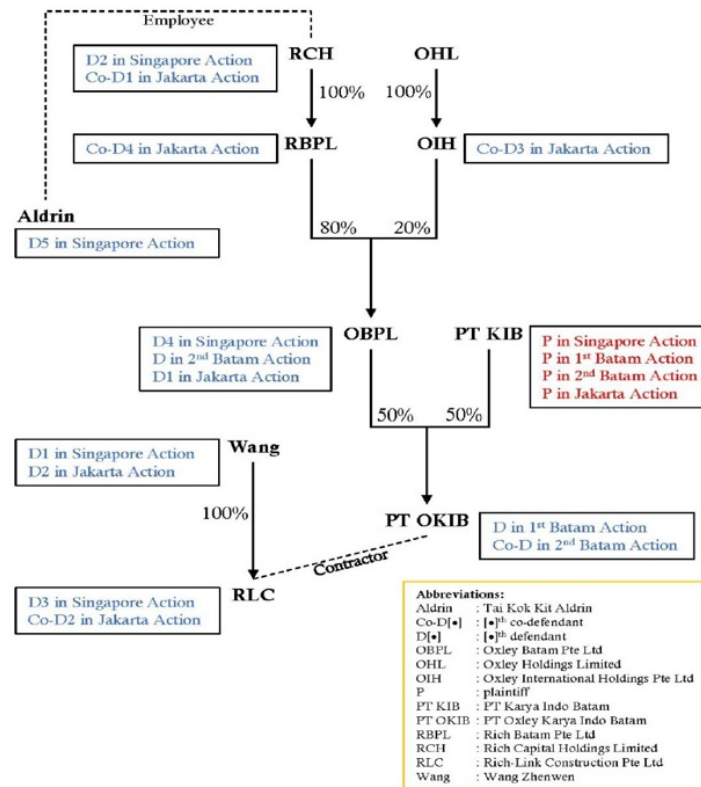 Employee
RCH
OHL
D2 in Singapore Action
Co-D1 in Jakarta Action
100%
100%
Co-D4 in Jakarta Action
RBPL
OIH
Co-D3 in Jakarta Action
Aldrin
D5 in Singapore Action
80%
20%
OBPL
PT KIB
D4 in Singapore Action
D in 2nd Batam Action
D1 in Jakarta Action
P in Singapore Action
P in 1st Batam Action
P in 2nd Batam Action
P in Jakarta Action
50%
50%
Wang
D1 in Singapore Action
D2 in Jakarta Action
100%
PT OKIB
D in 1st Batam Action
Co-D in 2nd Batam Action
Contractor
RLC
D3 in Singapore Action
Co-D2 in Jakarta Action
Abbreviations:
Aldrin : Tai Kok Kit Aldrin
Co-D[•] : [•]th co-defendant
D[•] : [•]th defendant
OBPL : Oxley Batam Pte Ltd
OHL : Oxley Holdings Limited
OIH : Oxley International Holdings Pte Ltd
P : plaintiff
PT KIB : PT Karya Indo Batam
PT OKIB : PT Oxley Karya Indo Batam
RBPL : Rich Batam Pte Ltd
RCH : Rich Capital Holdings Limited
RLC : Rich-Link Construction Pte Ltd
Wang : Wang Zhenwen